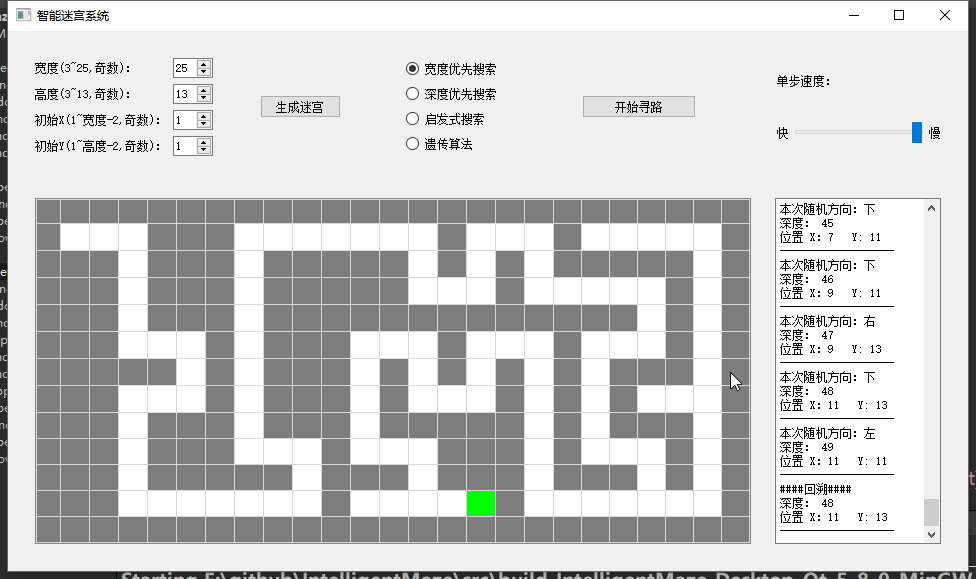 智能迷宫系统
宽度(3~25,奇数): 25
高度(3~13,奇数): 13
初始X(1~宽度-2,奇数): 1
初始Y(1~高度-2,奇数): 1
生成迷宫
宽度优先搜索
深度优先搜索
启发式搜索
遗传算法
开始寻路
单步速度:
快 慢
本次随机方向: 下
深度: 45
位置 X: 7 Y: 11
本次随机方向: 下
深度: 46
位置 X: 9 Y: 11
本次随机方向: 右
深度: 47
位置 X: 9 Y: 13
本次随机方向: 下
深度: 48
位置 X: 11 Y: 13
本次随机方向: 左
深度: 49
位置 X: 11 Y: 11
####回溯####
深度: 48
位置 X: 11 Y: 13